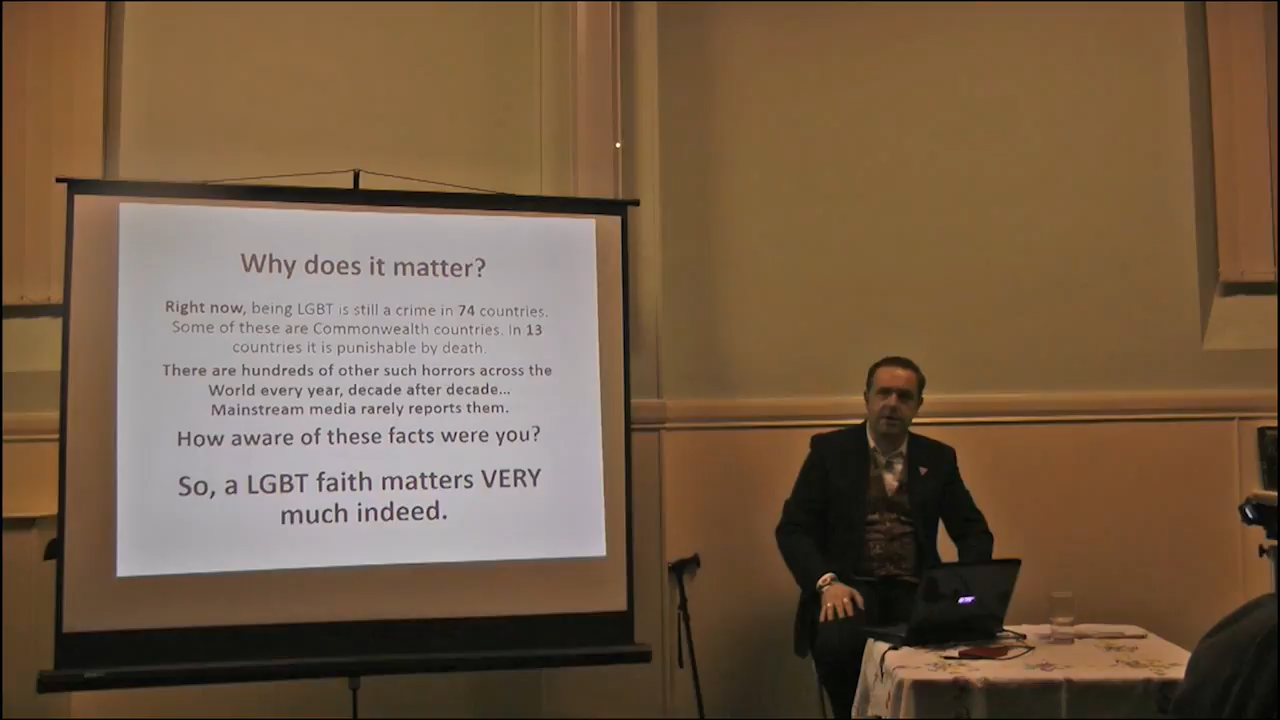 Why does it matter?
Right now, being LGBT is still a crime in 74 countries.
Some of these are Commonwealth countries. In 13
countries it is punishable by death.
There are hundreds of other such horrors across the
World every year, decade after decade...
Mainstream media rarely reports them.
How aware of these facts were you?
So, a LGBT faith matters VERY
much indeed.